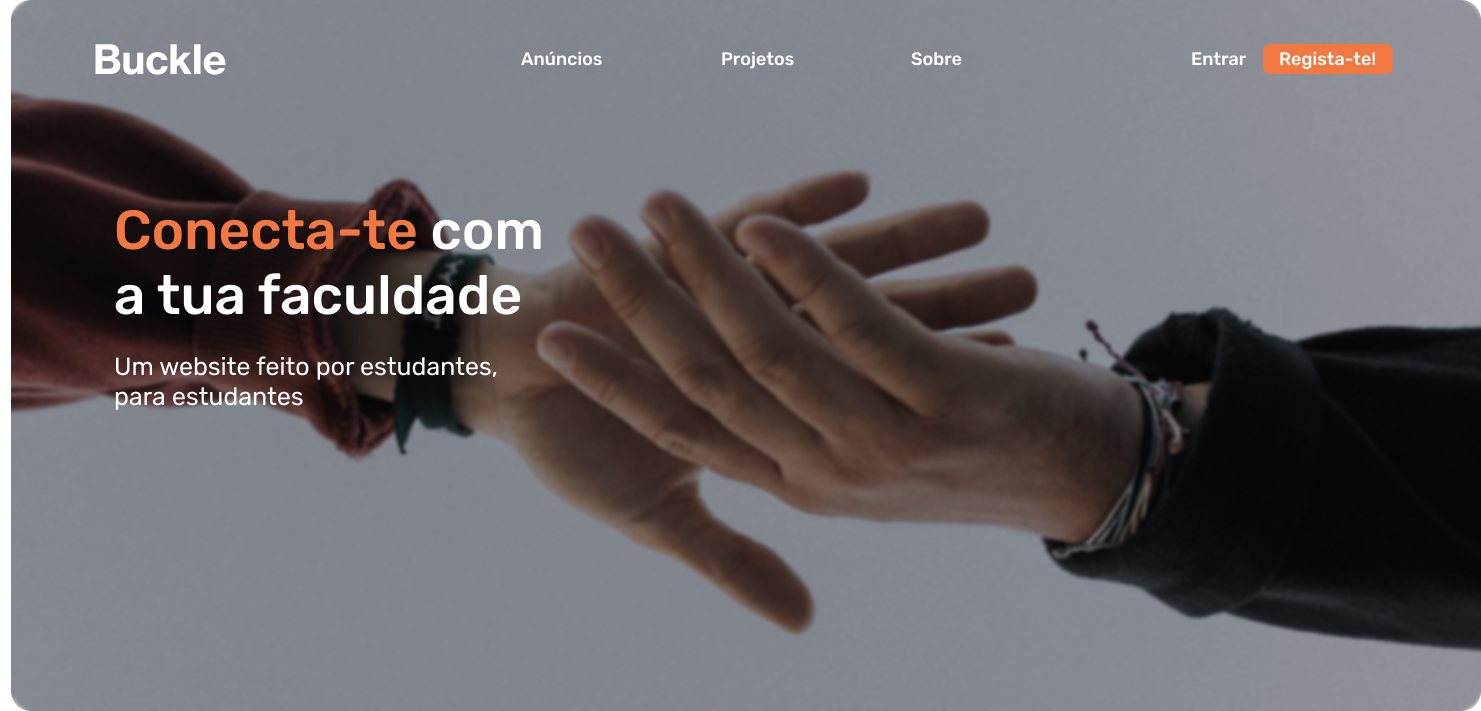 Buckle
Anúncios
Projetos
Sobre
Entrar
Regista-te!
Conecta-te com
a tua faculdade
Um website feito por estudantes,
para estudantes